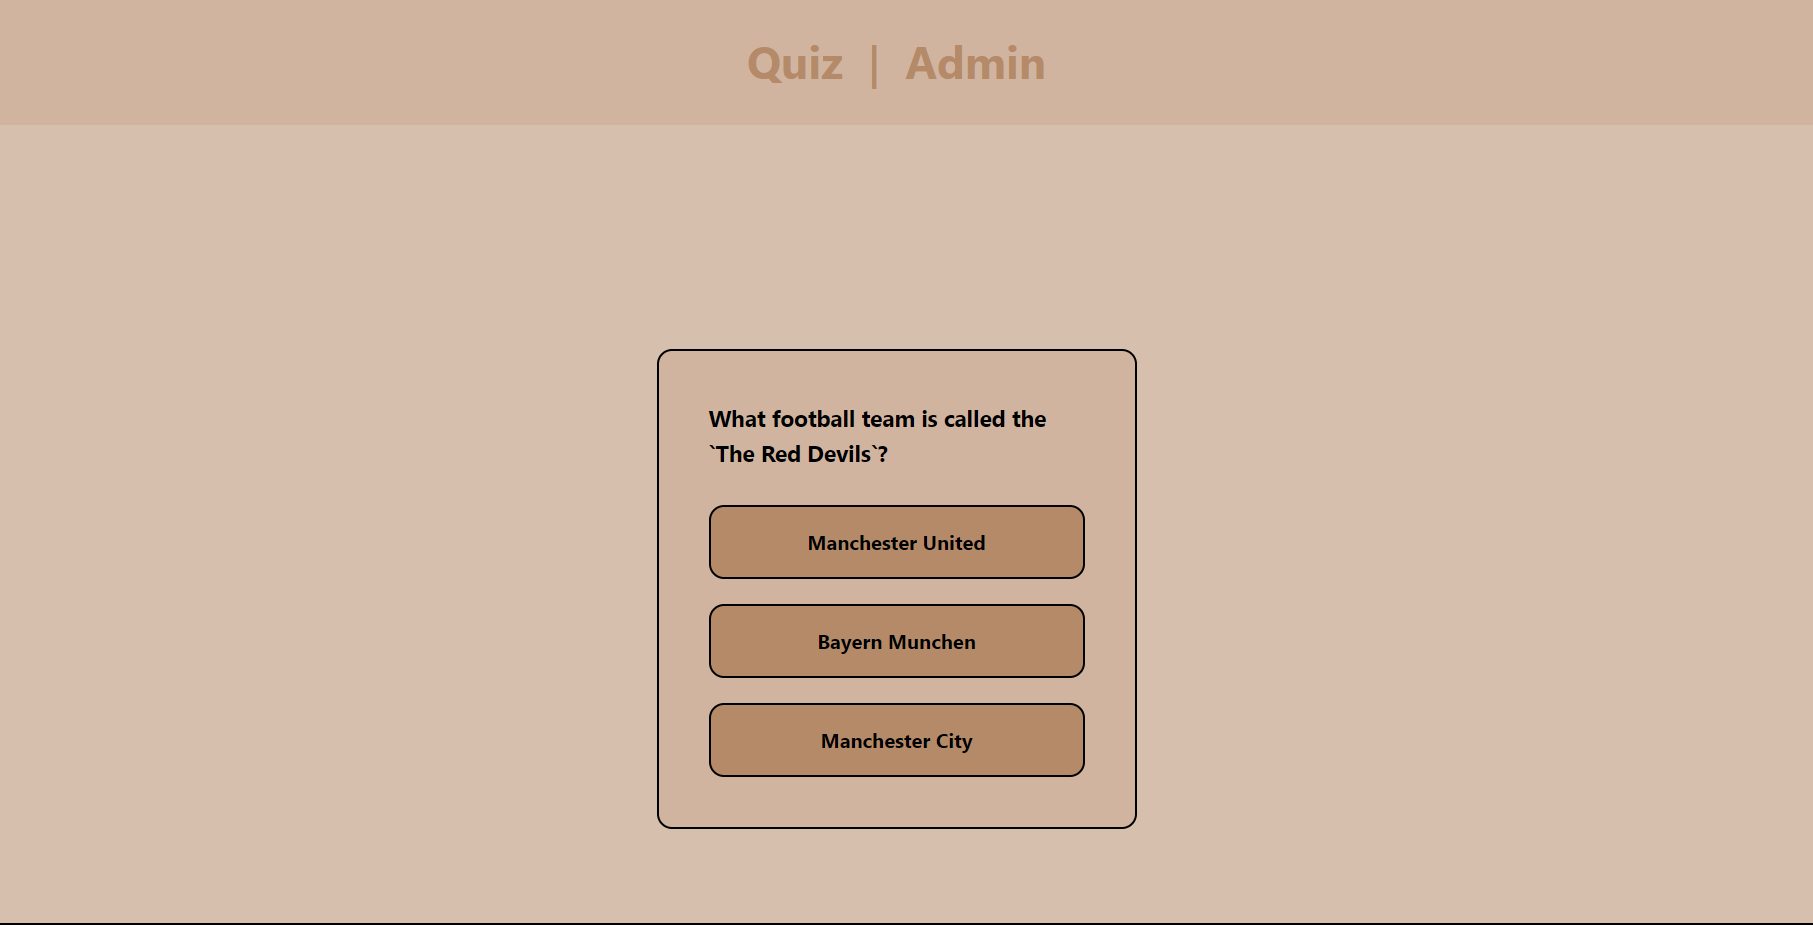 Quiz | Admin
What football team is called the
`The Red Devils`?
Manchester United
Bayern Munchen
Manchester City